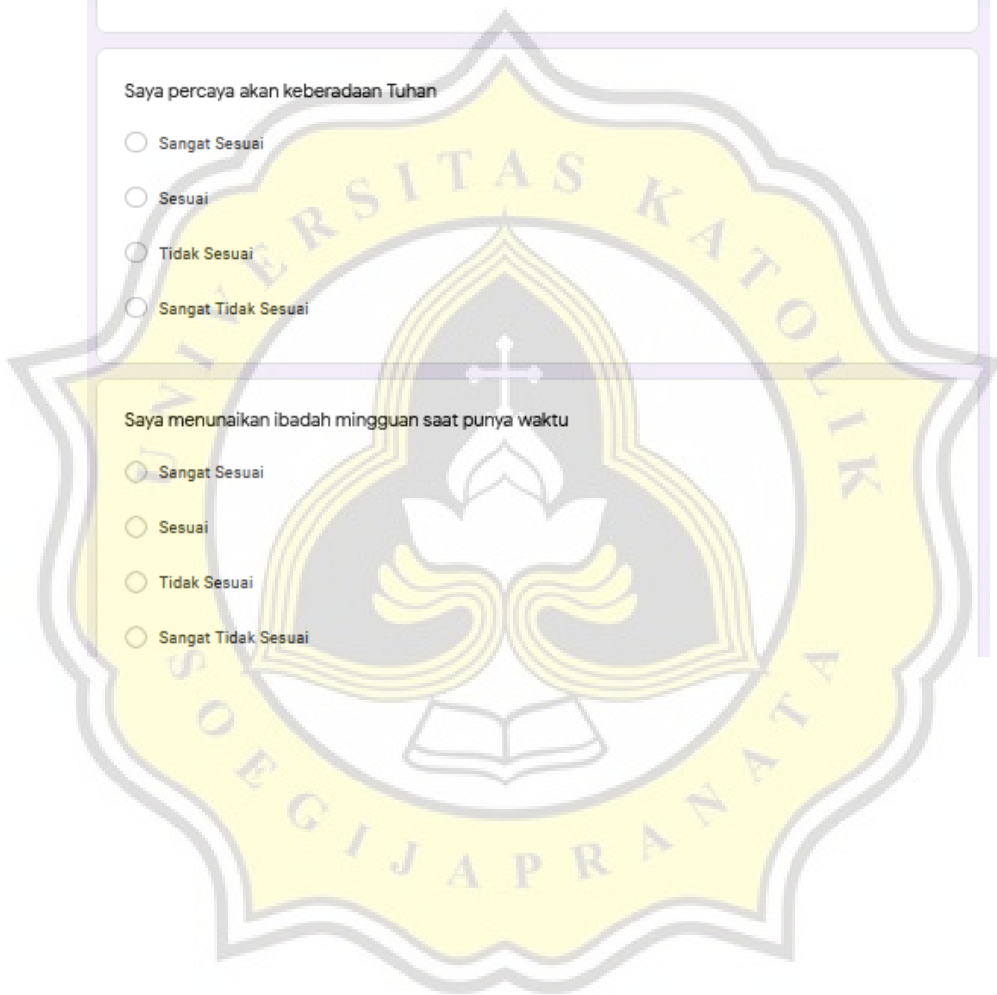 Saya percaya akan keberadaan Tuhan
Sangat Sesuai
Sesuai
Tidak Sesuai
Sangat Tidak Sesuai
Saya menunaikan ibadah mingguan saat punya waktu
Sangat Sesuai
Sesuai
Tidak Sesuai
Sangat Tidak Sesuai
UNIVERSITAS KATOLIK
SOEGIJAPRANATA